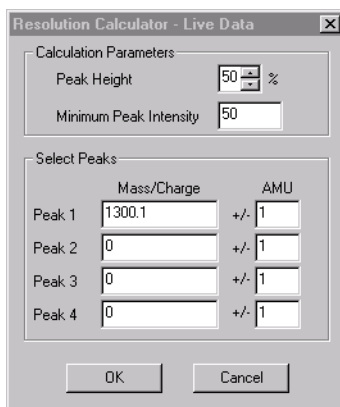 Resolution Calculator - Live Data
Calculation Parameters
Peak Height 50 %
Minimum Peak Intensity 50
Select Peaks
Mass/Charge AMU
Peak 1 1300.1 +/- 1
Peak 2 0 +/- 1
Peak 3 0 +/- 1
Peak 4 0 +/- 1
OK Cancel